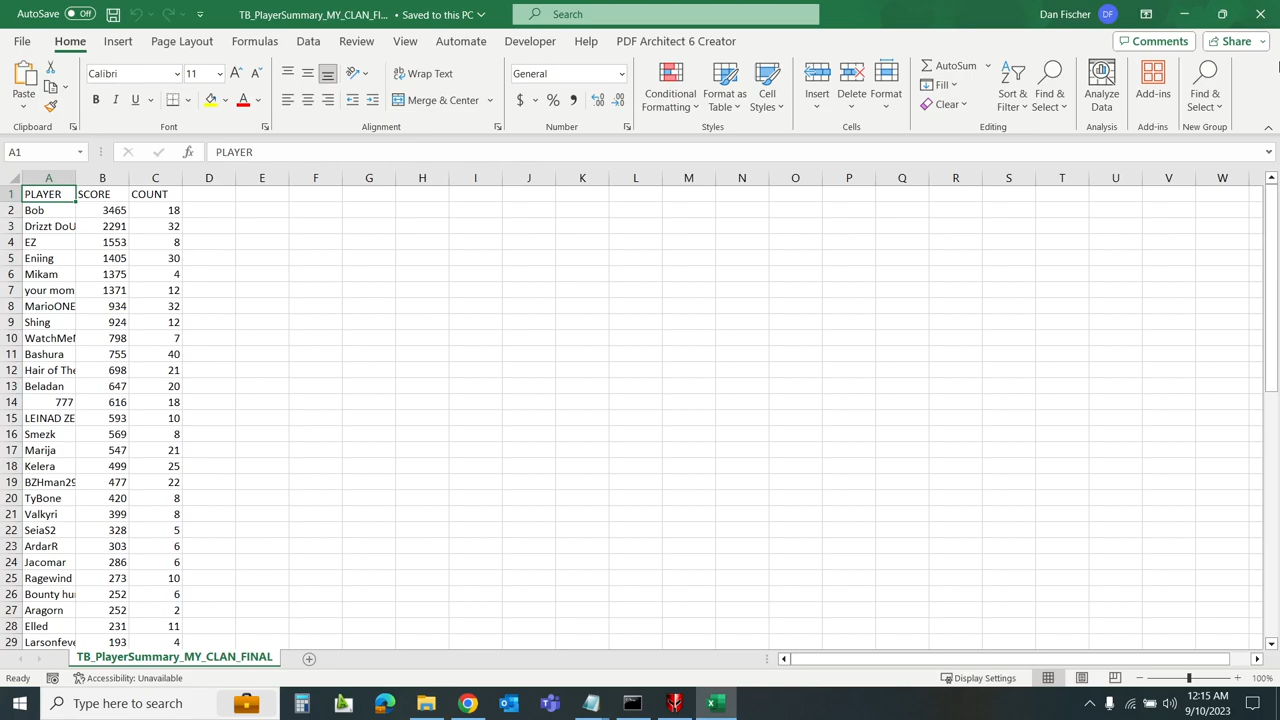 AutoSave Off TB_PlayerSummary_MY_CLAN_FI... • Saved to this PC Search Dan Fischer DF
File Home Insert Page Layout Formulas Data Review View Automate Developer Help PDF Architect 6 Creator Comments Share
Paste Calibri 11 B I U A Wrap Text Merge & Center General $ % , Conditional Formatting Format as Table Cell Styles Insert Delete Format AutoSum Fill Clear Sort & Filter Find & Select Analyze Data Add-ins Find & Select
Clipboard Font Alignment Number Styles Cells Editing Analysis Add-ins New Group
A1 fx PLAYER
A B C D E F G H I J K L M N O P Q R S T U V W
1 PLAYER SCORE COUNT
2 Bob 3465 18
3 Drizzt DoU 2291 32
4 EZ 1553 8
5 Eniing 1405 30
6 Mikam 1375 4
7 your mom 1371 12
8 MarioONE 934 32
9 Shing 924 12
10 WatchMe 798 7
11 Bashura 755 40
12 Hair of The 698 21
13 Beladan 647 20
14 777 616 18
15 LEINAD ZE 593 10
16 Smezk 569 8
17 Marija 547 21
18 Kelera 499 25
19 BZHman29 477 22
20 TyBone 420 8
21 Valkyri 399 8
22 SeiaS2 328 5
23 ArdarR 303 6
24 Jacomar 286 6
25 Ragewind 273 10
26 Bounty hu 252 6
27 Aragorn 252 2
28 Elled 231 11
29 Larsonfeve 193 4
TB_PlayerSummary_MY_CLAN_FINAL
Ready Accessibility: Unavailable Display Settings 100%
Type here to search 12:15 AM
9/10/2023